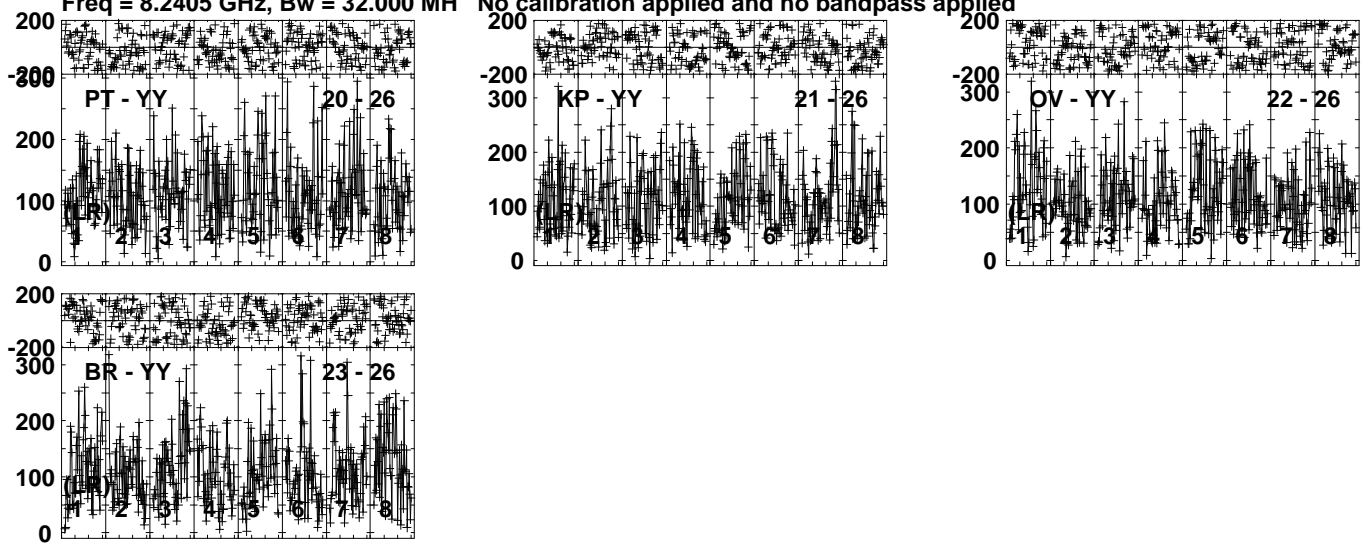 Freq = 8.2405 GHz, Bw = 32.000 MH No calibration applied and no bandpass applied
200
-200
300
200
100
0
PT - YY 20 - 26
(LR)
1 2 3 4 5 6 7 8
200
-200
300
200
100
0
KP - YY 21 - 26
(LR)
1 2 3 4 5 6 7 8
200
-200
300
200
100
0
OV - YY 22 - 26
(LR)
1 2 3 4 5 6 7 8
200
-200
300
200
100
0
BR - YY 23 - 26
(LR)
1 2 3 4 5 6 7 8